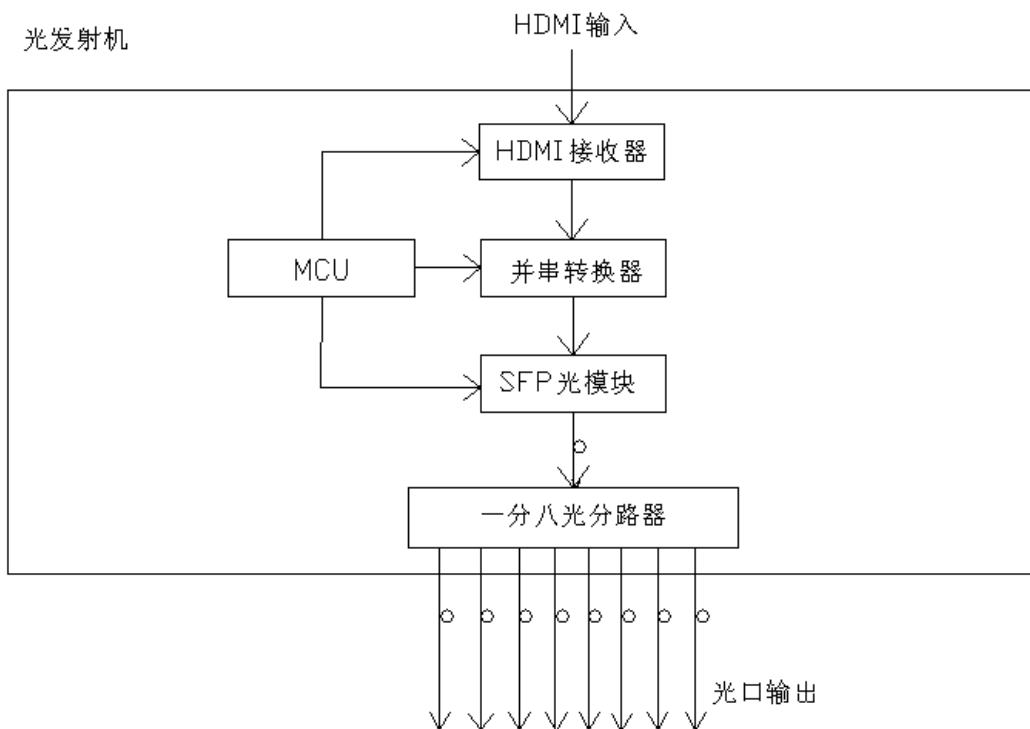 光发射机
HDMI输入
HDMI接收器
MCU
并串转换器
SFP光模块
一分八光分路器
光口输出